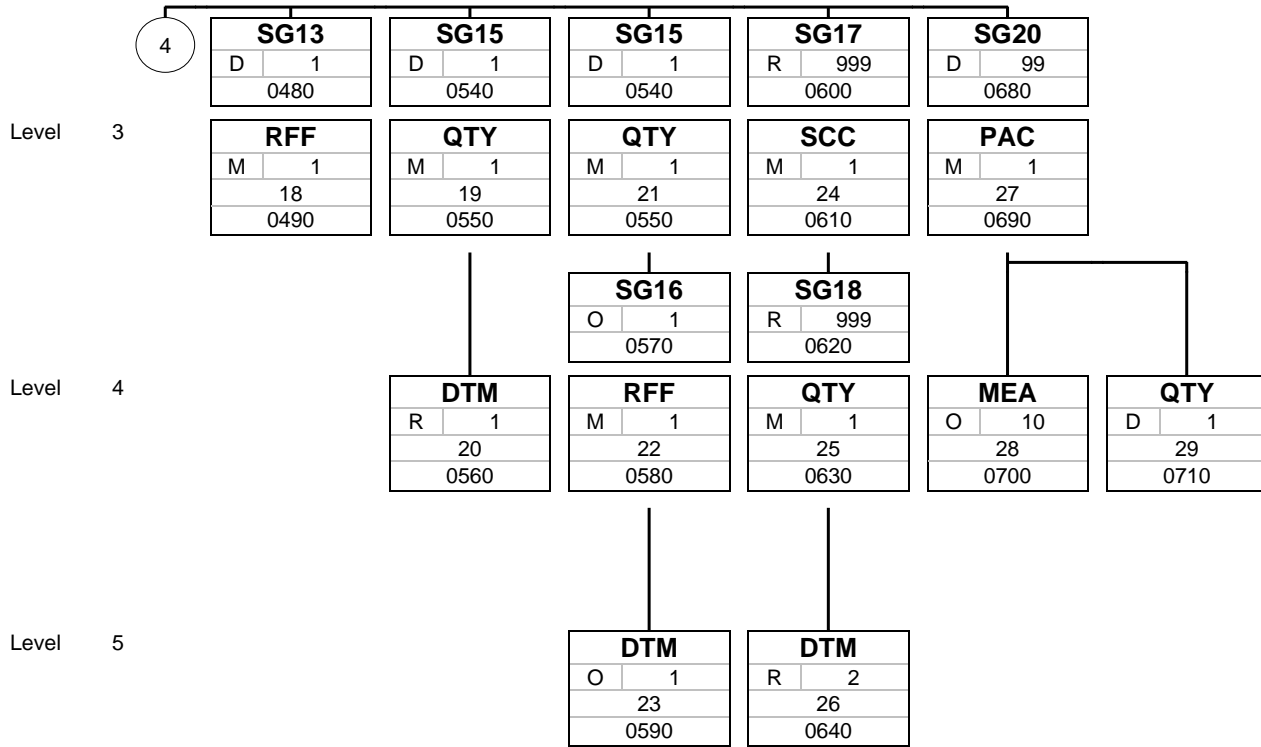 4
SG13 SG15 SG15 SG17 SG20
D 1 D 1 D 1 R 999 D 99
0480 0540 0540 0600 0680
Level 3
RFF QTY QTY SCC PAC
M 1 M 1 M 1 M 1 M 1
18 19 21 24 27
0490 0550 0550 0610 0690
SG16 SG18
O 1 R 999
0570 0620
Level 4
DTM RFF QTY MEA QTY
R 1 M 1 M 1 O 10 D 1
20 22 25 28 29
0560 0580 0630 0700 0710
Level 5
DTM DTM
O 1 R 2
23 26
0590 0640